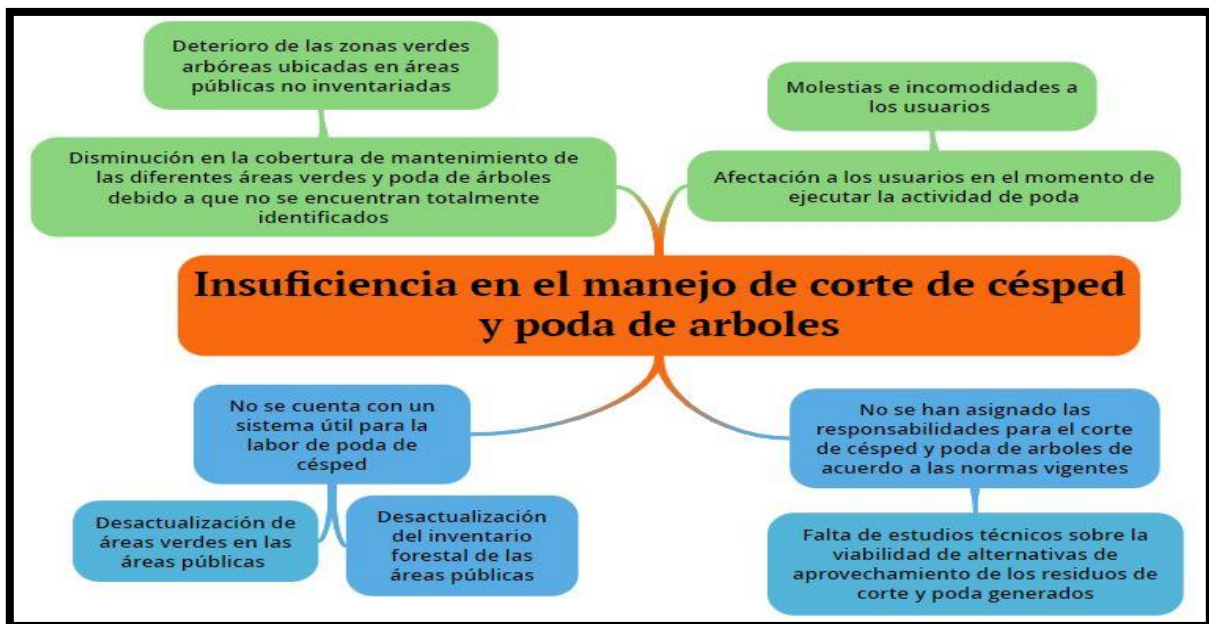 Deterioro de las zonas verdes
arbóreas ubicadas en áreas
públicas no inventariadas
Molestias e incomodidades a
los usuarios
Disminución en la cobertura de mantenimiento de
las diferentes áreas verdes y poda de árboles
debido a que no se encuentran totalmente
identificados
Afectación a los usuarios en el momento de
ejecutar la actividad de poda
Insuficiencia en el manejo de corte de césped
y poda de arboles
No se cuenta con un
sistema útil para la
labor de poda de
césped
No se han asignado las
responsabilidades para el corte
de césped y poda de arboles de
acuerdo a las normas vigentes
Desactualización de
áreas verdes en las
áreas públicas
Desactualización
del inventario
forestal de las
áreas públicas
Falta de estudios técnicos sobre la
viabilidad de alternativas de
aprovechamiento de los residuos de
corte y poda generados